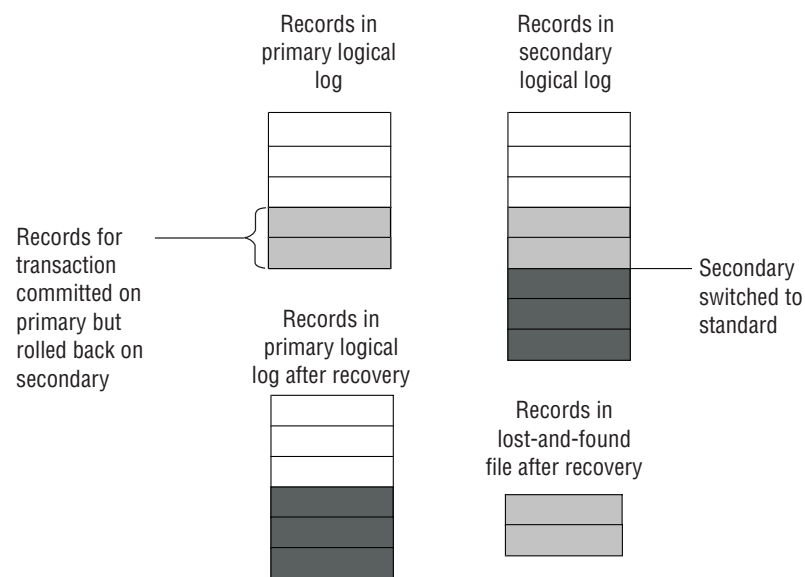 Records in
primary logical
log
Records in
secondary
logical log
Records for
transaction
committed on
primary but
rolled back on
secondary
Secondary
switched to
standard
Records in
primary logical
log after recovery
Records in
lost-and-found
file after recovery